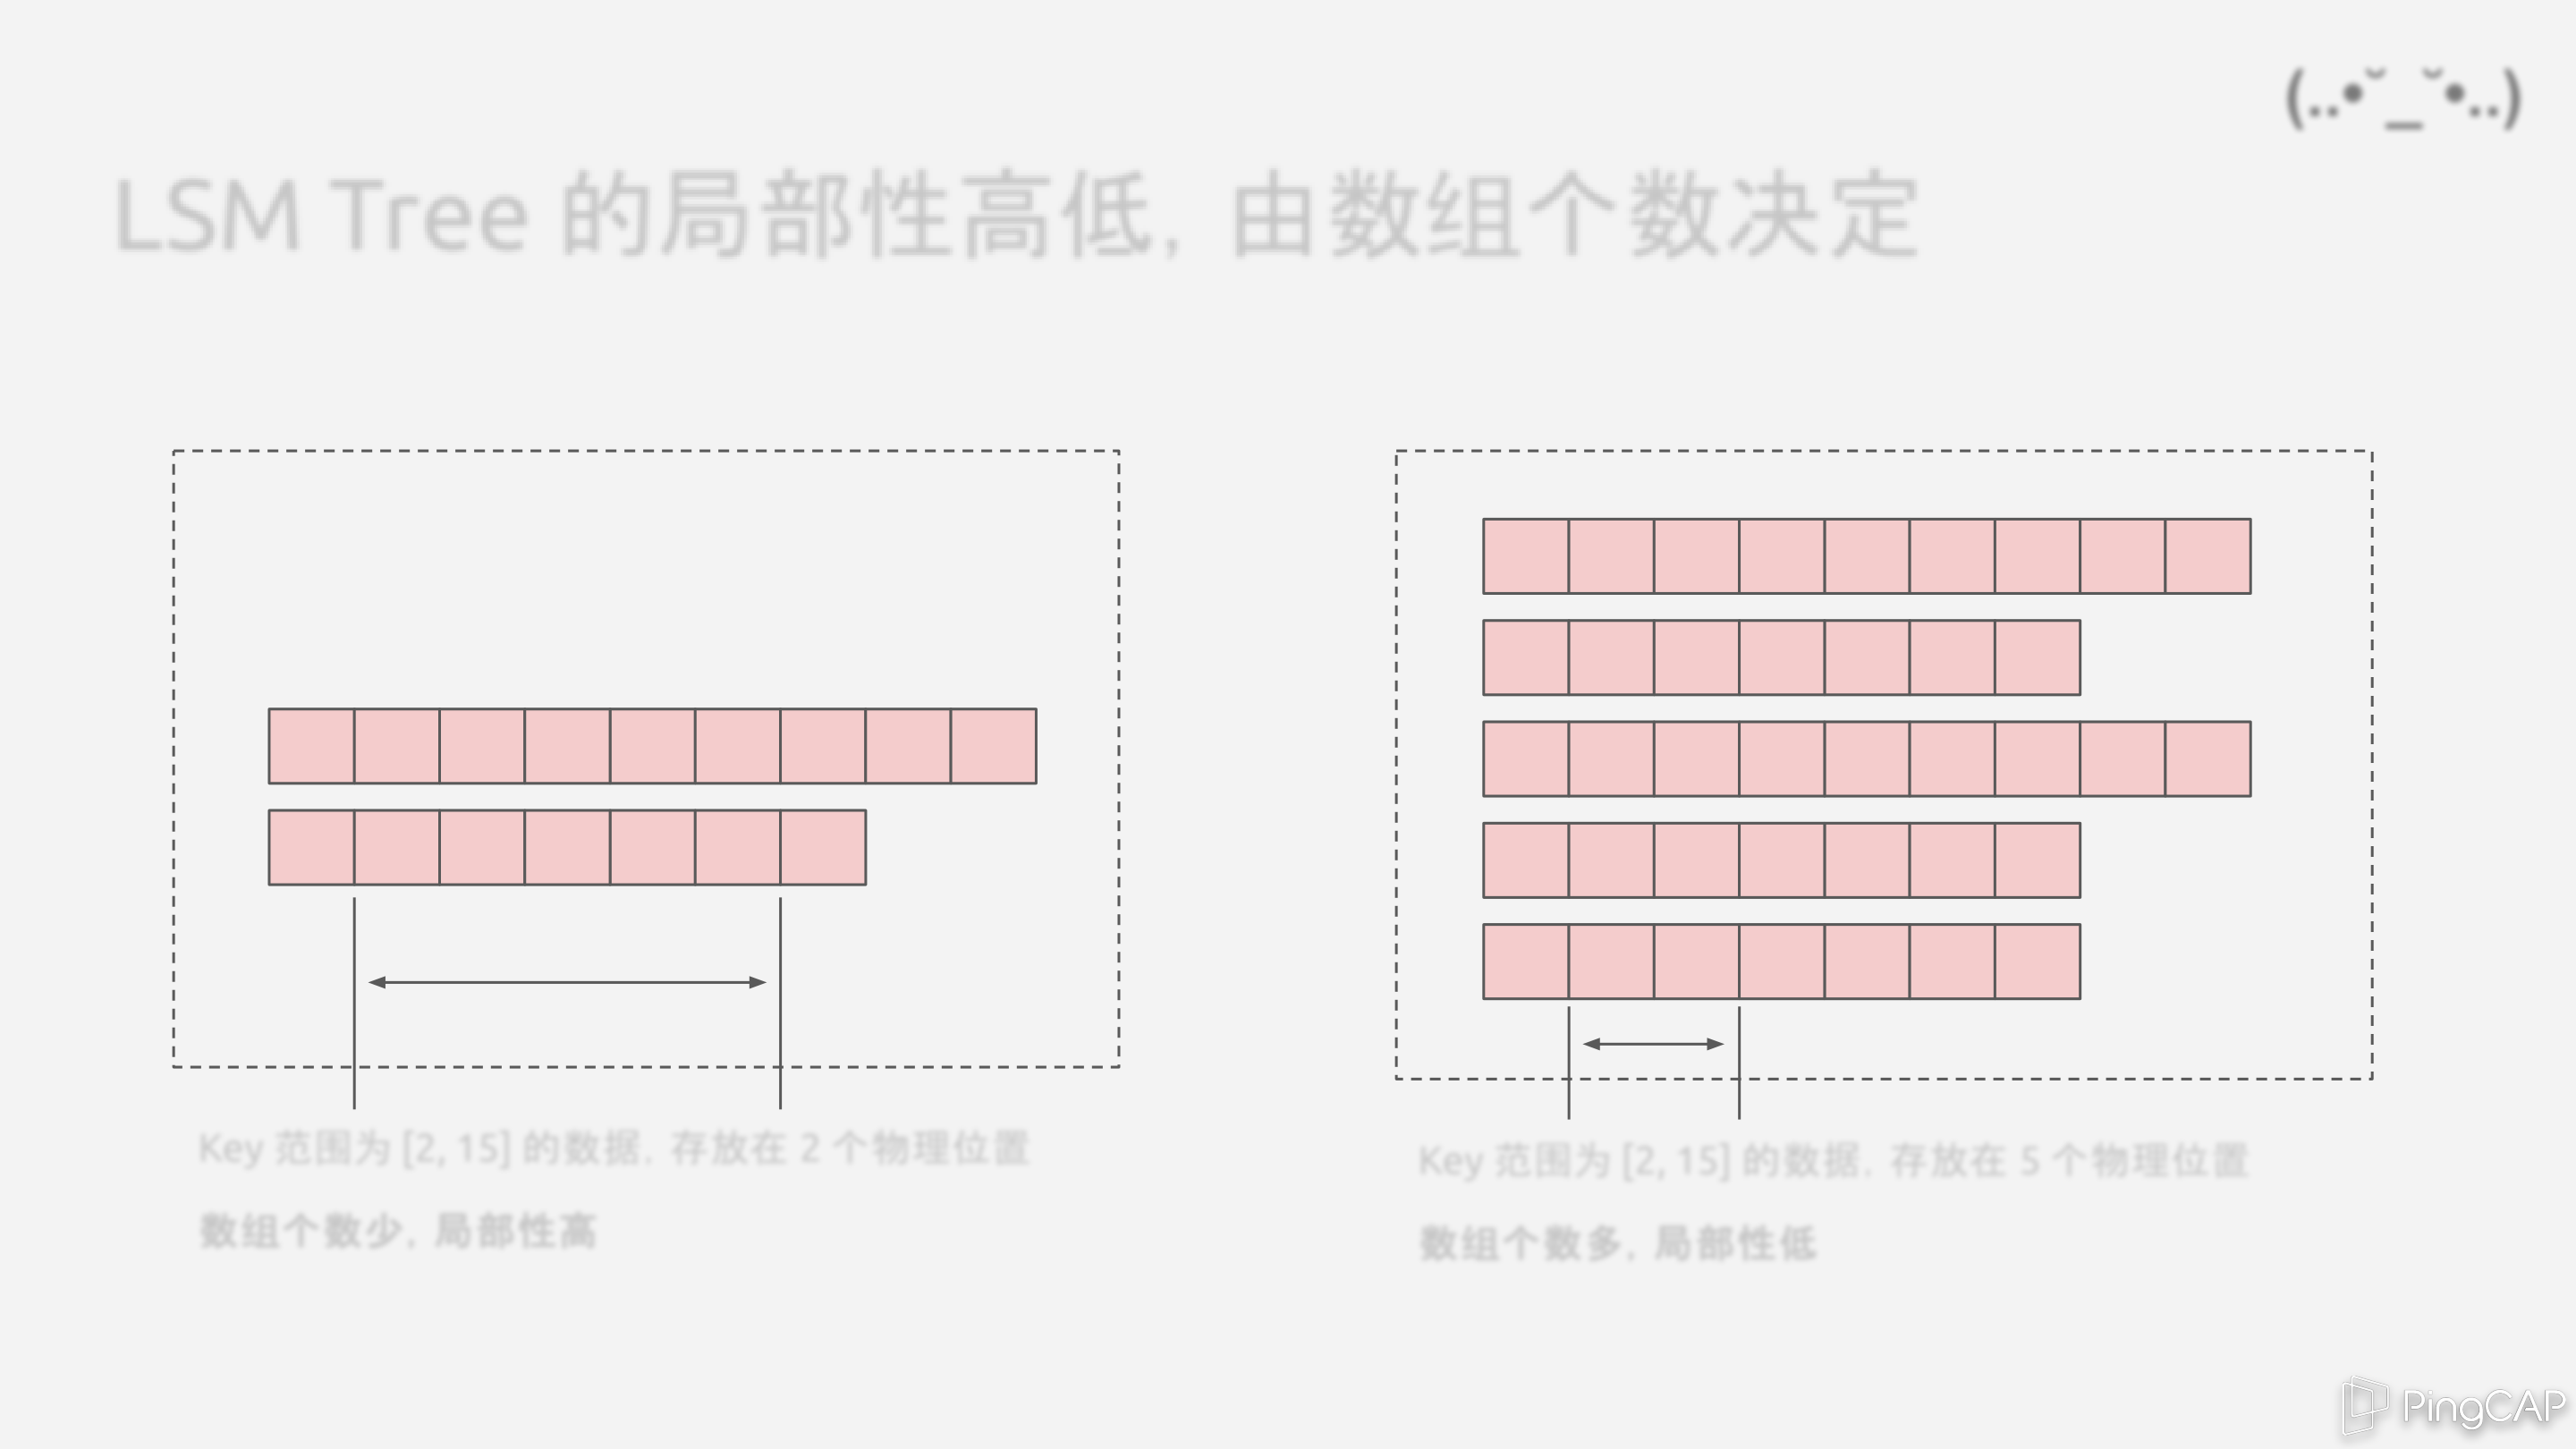 (..•˘_˘•..)
LSM Tree 的局部性高低, 由数组个数决定
Key 范围为 [2, 15] 的数据. 存放在 2 个物理位置
数组个数少, 局部性高
Key 范围为 [2, 15] 的数据. 存放在 5 个物理位置
数组个数多, 局部性低
PingCAP